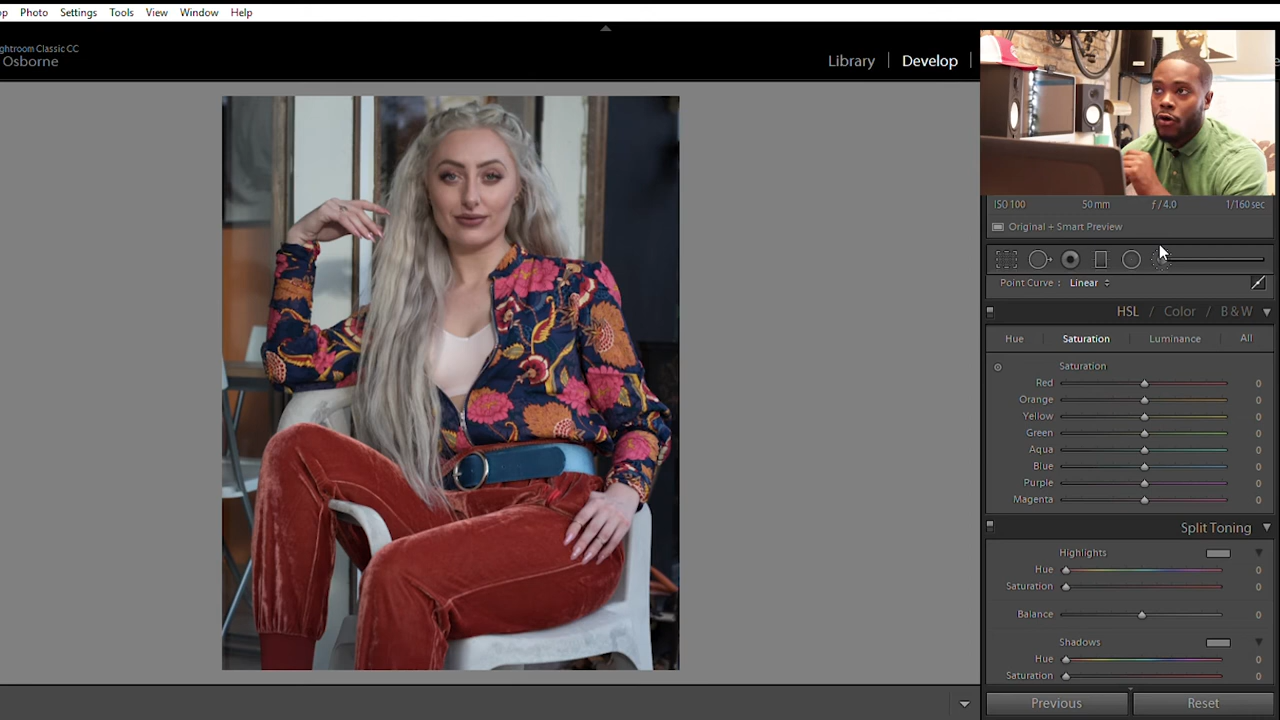 op Photo Settings Tools View Window Help
ghtroom Classic CC
Osborne
Library Develop
ISO 100 50 mm ƒ / 4.0 1/160 sec
Original + Smart Preview
Point Curve : Linear
HSL / Color / B & W
Hue Saturation Luminance All
Saturation
Red 0
Orange 0
Yellow 0
Green 0
Aqua 0
Blue 0
Purple 0
Magenta 0
Split Toning
Highlights
Hue 0
Saturation 0
Balance 0
Shadows
Hue 0
Saturation 0
Previous Reset